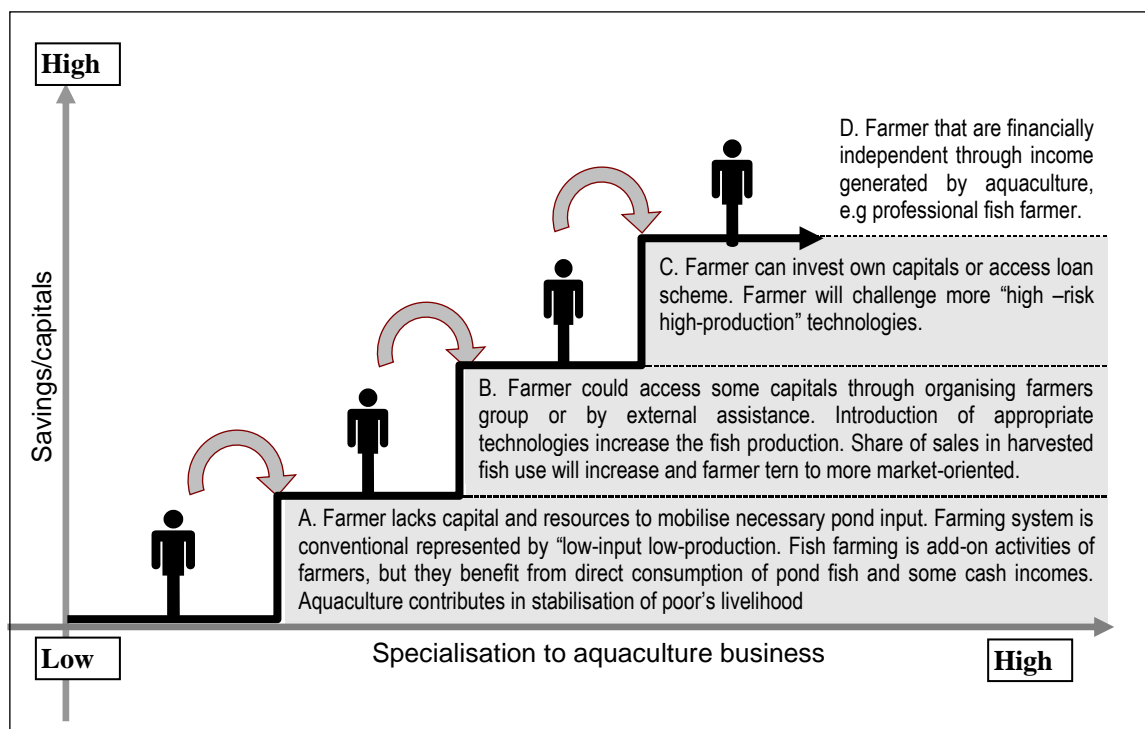 High
D. Farmer that are financially
independent through income
generated by aquaculture,
e.g professional fish farmer.
C. Farmer can invest own capitals or access loan
scheme. Farmer will challenge more “high –risk
high-production” technologies.
B. Farmer could access some capitals through organising farmers
group or by external assistance. Introduction of appropriate
technologies increase the fish production. Share of sales in harvested
fish use will increase and farmer tern to more market-oriented.
A. Farmer lacks capital and resources to mobilise necessary pond input. Farming system is
conventional represented by “low-input low-production. Fish farming is add-on activities of
farmers, but they benefit from direct consumption of pond fish and some cash incomes.
Aquaculture contributes in stabilisation of poor’s livelihood
Savings/capitals
Low
Specialisation to aquaculture business
High